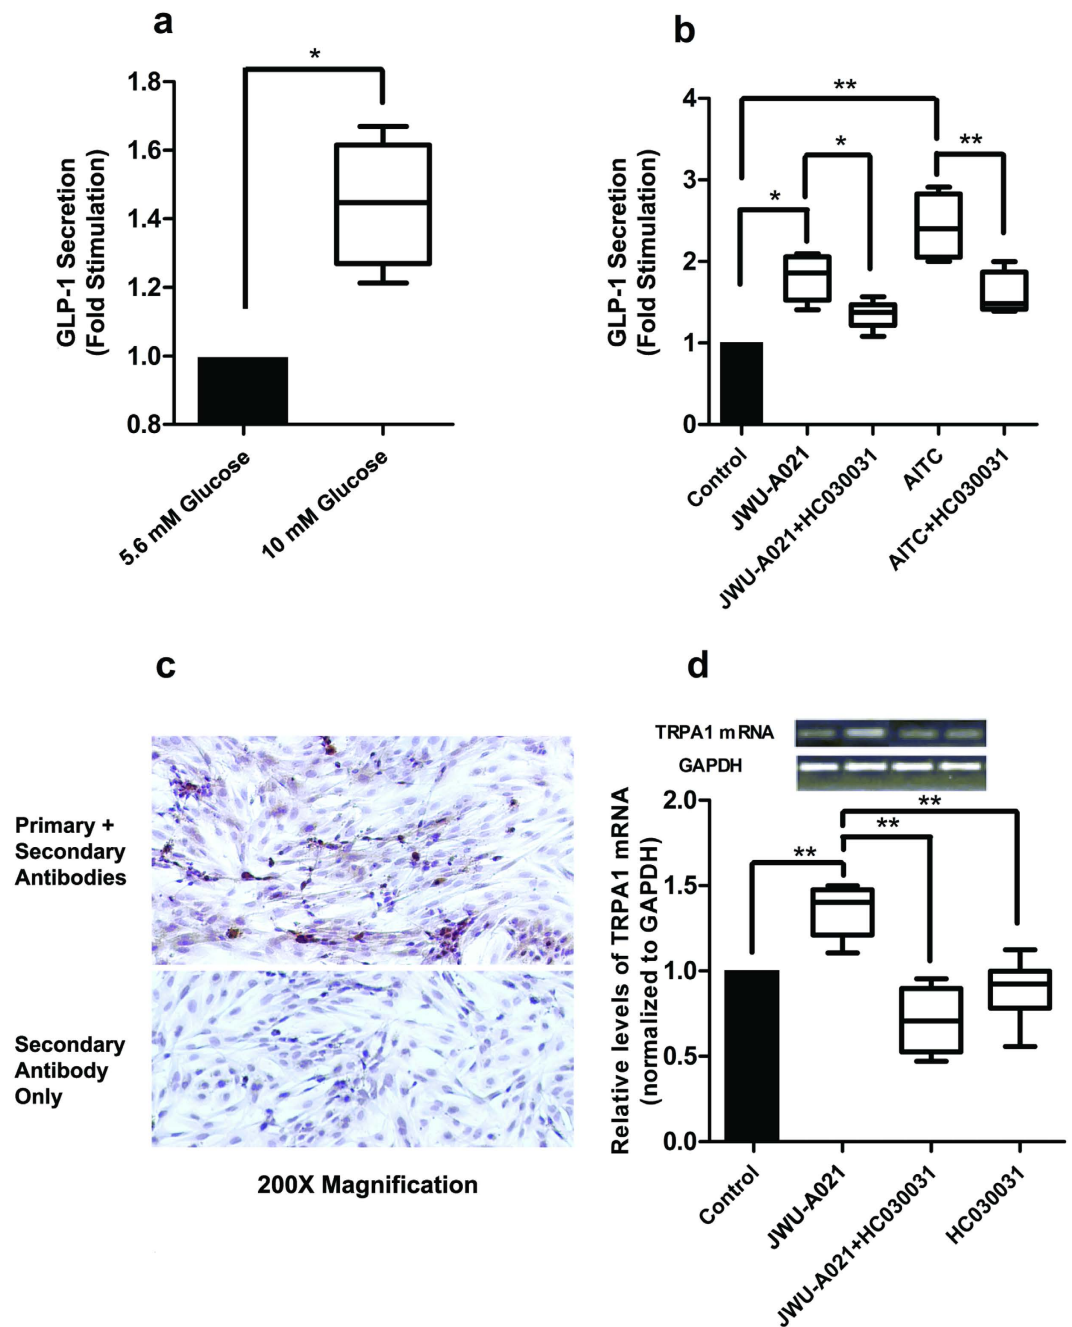 a
*
GLP-1 Secretion
(Fold Stimulation)
1.8
1.6
1.4
1.2
1.0
0.8
5.6 mM Glucose
10 mM Glucose
b
**
*
**
*
GLP-1 Secretion
(Fold Stimulation)
4
3
2
1
0
Control
JWU-A021
JWU-A021+HC030031
AITC
AITC+HC030031
c
Primary +
Secondary
Antibodies
Secondary
Antibody
Only
200X Magnification
d
TRPA1 mRNA
GAPDH
**
**
**
Relative levels of TRPA1 mRNA
(normalized to GAPDH)
2.0
1.5
1.0
0.5
0.0
Control
JWU-A021
JWU-A021+HC030031
HC030031